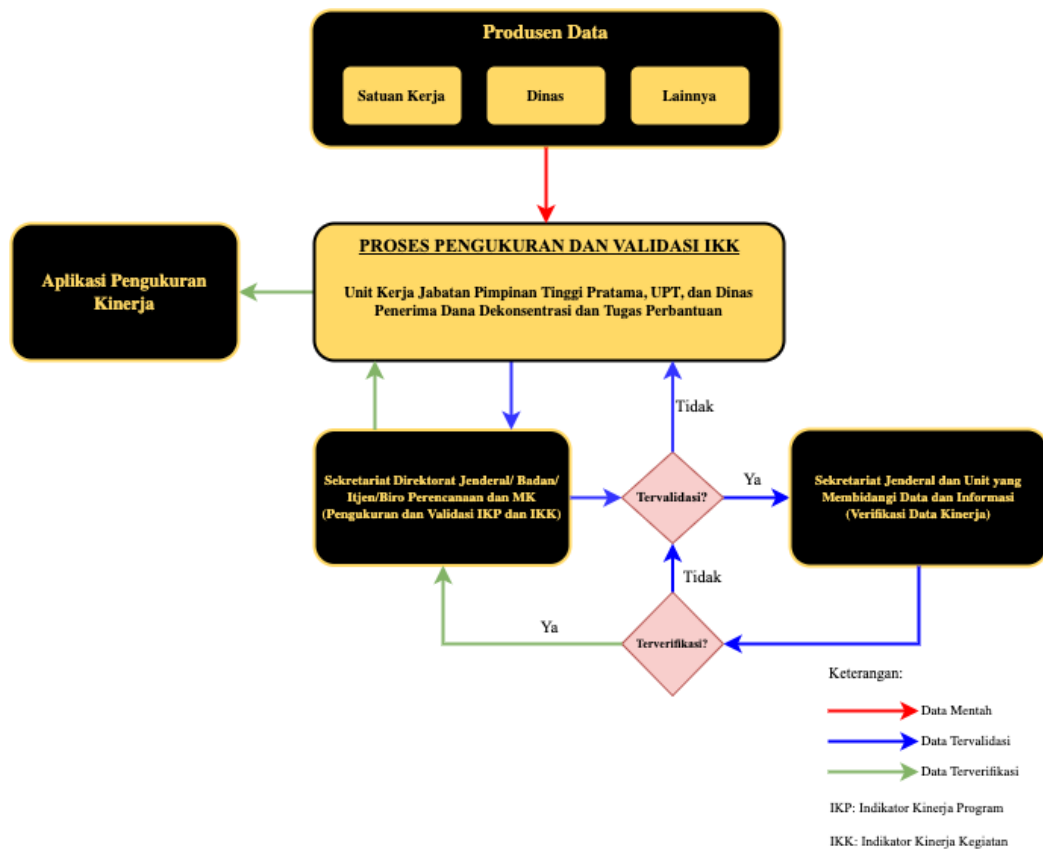 Produsen Data
Satuan Kerja
Dinas
Lainnya
PROSES PENGUKURAN DAN VALIDASI IKK
Unit Kerja Jabatan Pimpinan Tinggi Pratama, UPT, dan Dinas
Penerima Dana Dekonsentrasi dan Tugas Perbantuan
Aplikasi Pengukuran
Kinerja
Tidak
Sekretariat Direktorat Jenderal/ Badan/
Itjen/Biro Perencanaan dan MK
(Pengukuran dan Validasi IKP dan IKK)
Tervalidasi?
Ya
Sekretariat Jenderal dan Unit yang
Membidangi Data dan Informasi
(Verifikasi Data Kinerja)
Tidak
Ya
Terverifikasi?
Keterangan:
Data Mentah
Data Tervalidasi
Data Terverifikasi
IKP: Indikator Kinerja Program
IKK: Indikator Kinerja Kegiatan